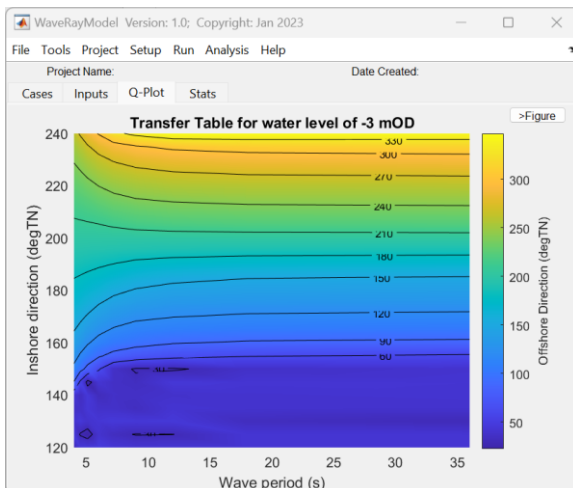 WaveRayModel Version: 1.0; Copyright: Jan 2023
File Tools Project Setup Run Analysis Help
Project Name: Date Created:
Cases Inputs Q-Plot Stats
>Figure
Transfer Table for water level of -3 mOD
240
220
200
180
160
140
120
Inshore direction (degTN)
330
300
270
240
210
180
150
120
90
60
30
5 10 15 20 25 30 35
Wave period (s)
300
250
200
150
100
50
Offshore Direction (degTN)